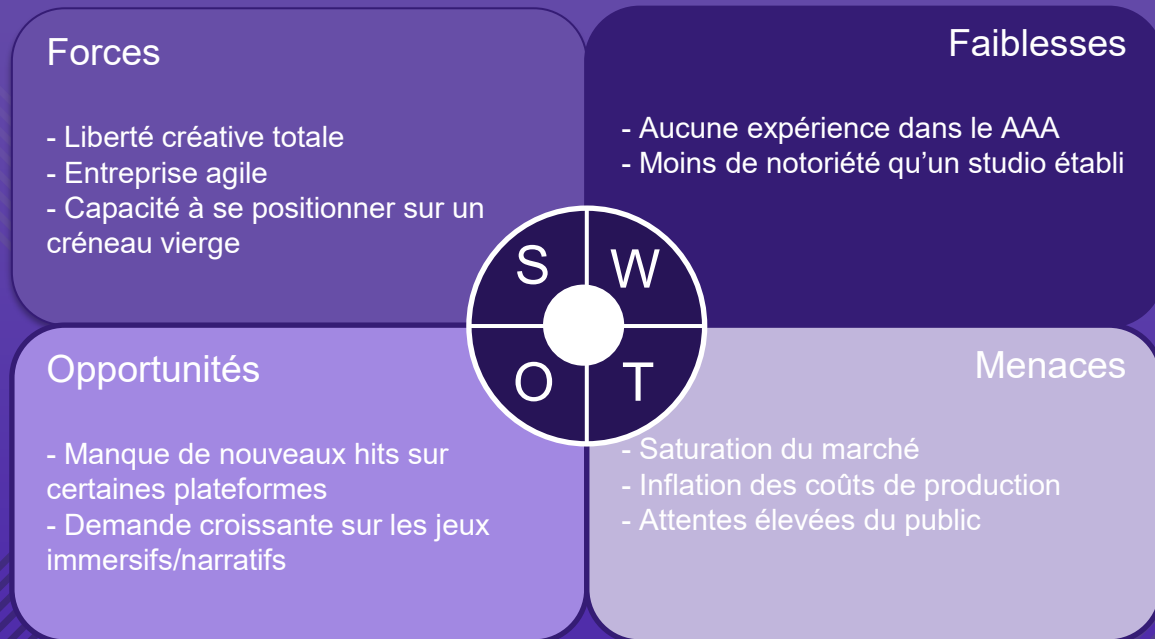 Forces
- Liberté créative totale
- Entreprise agile
- Capacité à se positionner sur un
créneau vierge
Faiblesses
- Aucune expérience dans le AAA
- Moins de notoriété qu'un studio établi
S W
O T
Opportunités
- Manque de nouveaux hits sur
certaines plateformes
- Demande croissante sur les jeux
immersifs/narratifs
Menaces
- Saturation du marché
- Inflation des coûts de production
- Attentes élevées du public